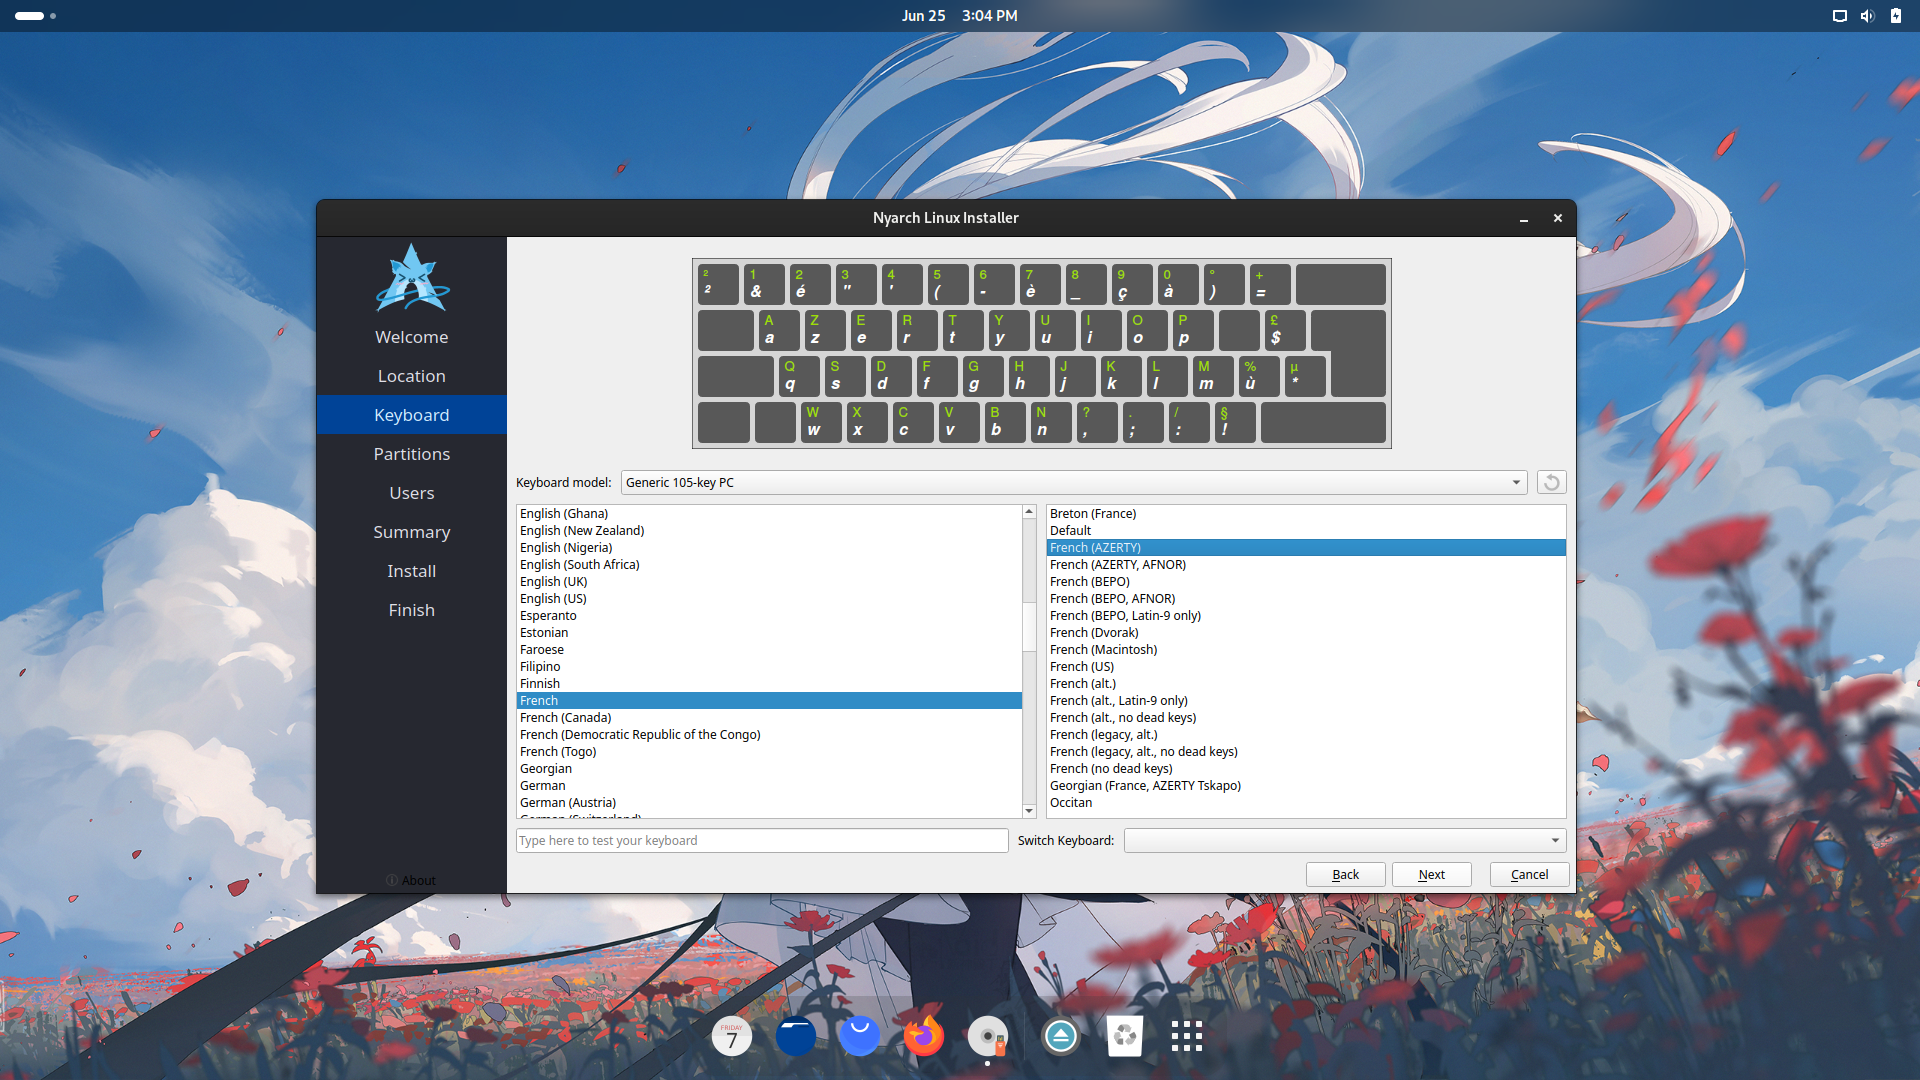 Jun 25 3:04 PM
Nyarch Linux Installer
Welcome
Location
Keyboard
Partitions
Users
Summary
Install
Finish
About
² 1 2 3 4 5 6 7 8 9 0 ° +
² & é " ' ( - è _ ç à ) =
A Z E R T Y U I O P £
a z e r t y u i o p $
Q S D F G H J K L M % µ
q s d f g h j k l m ù *
W X C V B N ? . / §
w x c v b n , ; : !
Keyboard model: Generic 105-key PC
English (Ghana)
English (New Zealand)
English (Nigeria)
English (South Africa)
English (UK)
English (US)
Esperanto
Estonian
Faroese
Filipino
Finnish
French
French (Canada)
French (Democratic Republic of the Congo)
French (Togo)
Georgian
German
German (Austria)
German (Switzerland)
Breton (France)
Default
French (AZERTY)
French (AZERTY, AFNOR)
French (BEPO)
French (BEPO, AFNOR)
French (BEPO, Latin-9 only)
French (Dvorak)
French (Macintosh)
French (US)
French (alt.)
French (alt., Latin-9 only)
French (alt., no dead keys)
French (legacy, alt.)
French (legacy, alt., no dead keys)
French (no dead keys)
Georgian (France, AZERTY Tskapo)
Occitan
Type here to test your keyboard
Switch Keyboard:
Back Next Cancel
FRIDAY
7